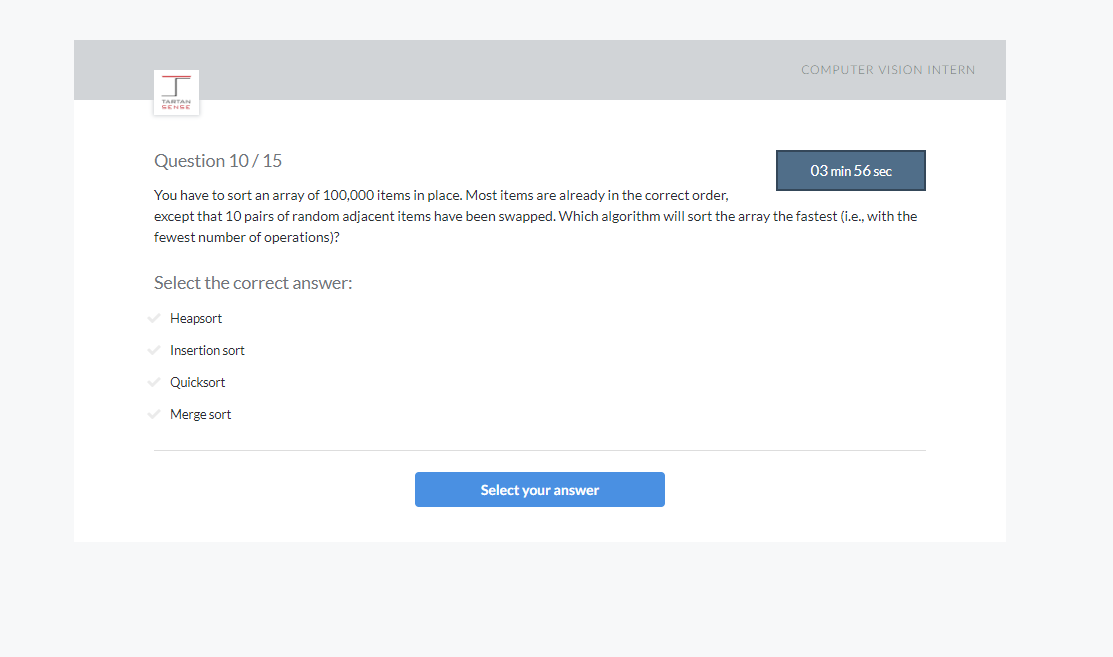 COMPUTER VISION INTERN
TARTAN
SENSE
Question 10 / 15
03 min 56 sec
You have to sort an array of 100,000 items in place. Most items are already in the correct order,
except that 10 pairs of random adjacent items have been swapped. Which algorithm will sort the array the fastest (i.e., with the
fewest number of operations)?
Select the correct answer:
Heapsort
Insertion sort
Quicksort
Merge sort
Select your answer